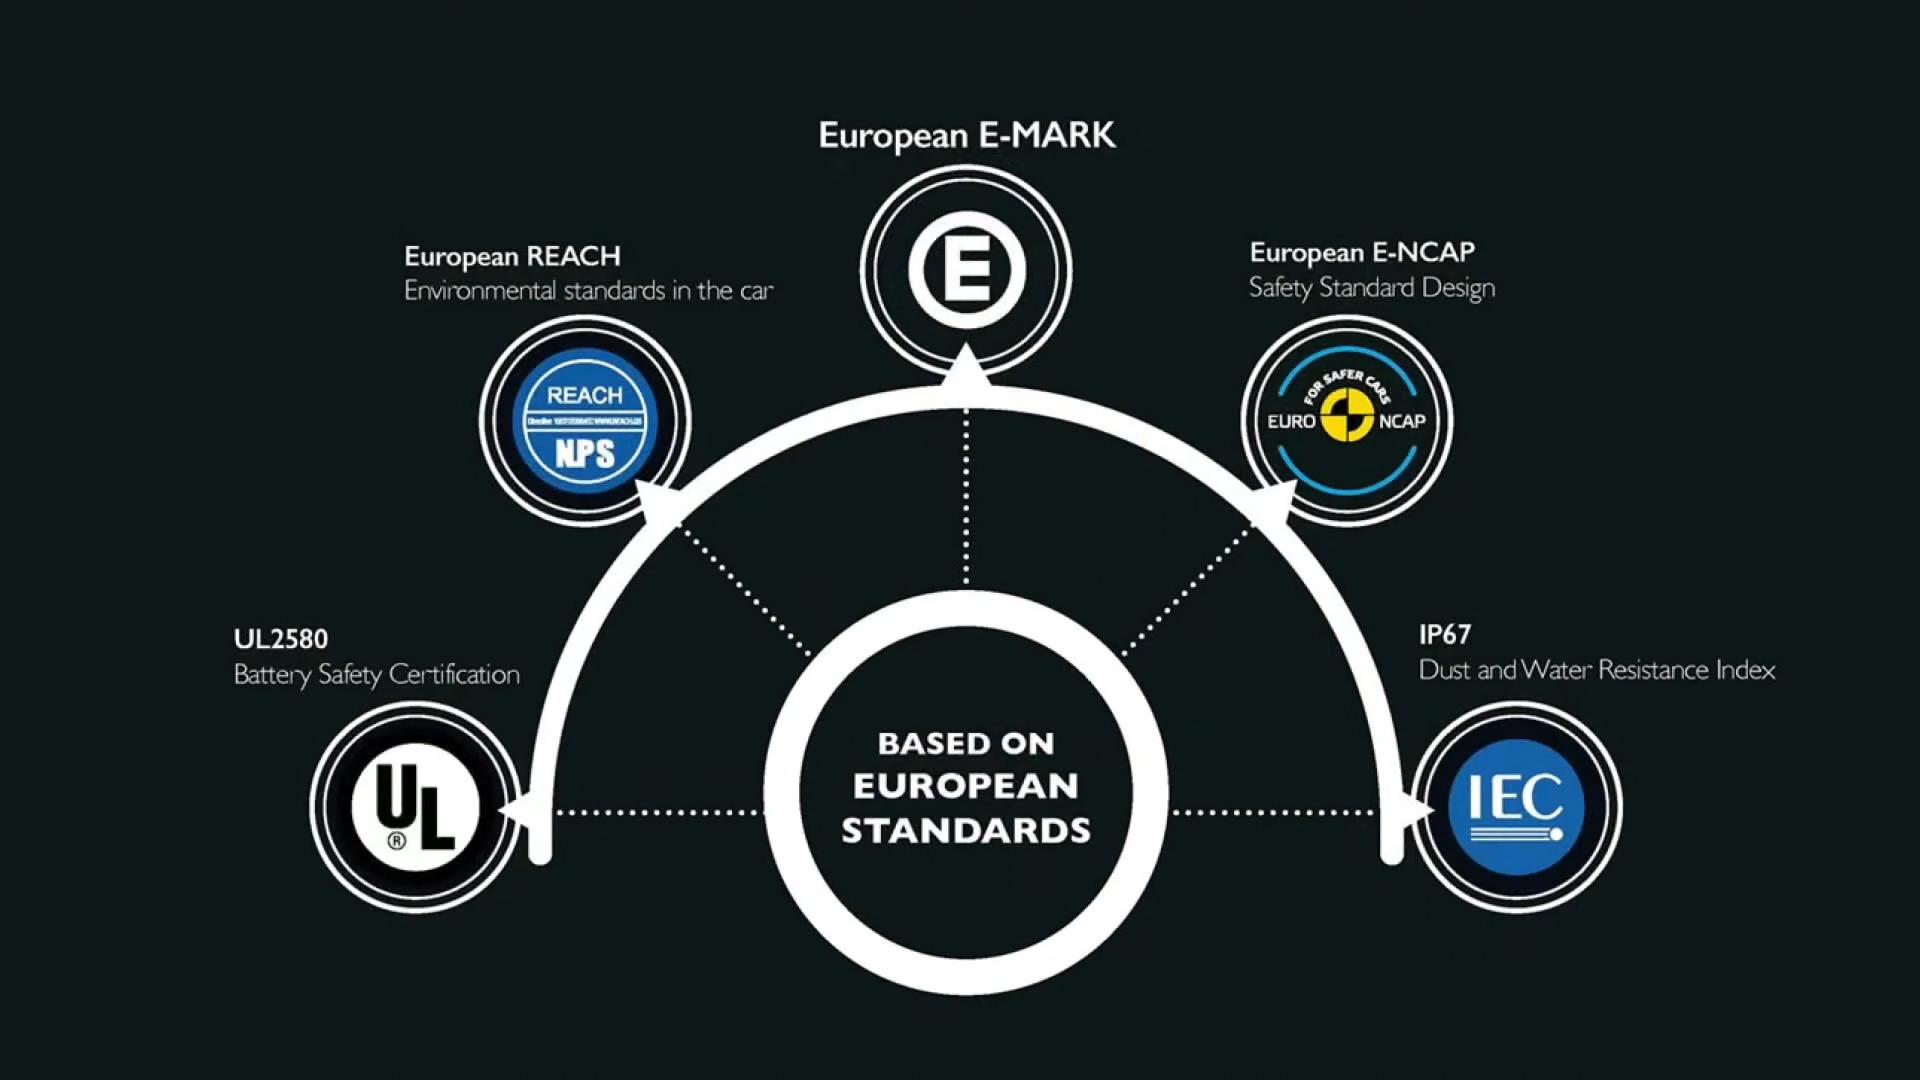 European E-MARK
E
European REACH
Environmental standards in the car
REACH
NPS
European E-NCAP
Safety Standard Design
FOR SAFER CARS
EURO NCAP
UL2580
Battery Safety Certification
UL
®
IP67
Dust and Water Resistance Index
IEC
BASED ON
EUROPEAN
STANDARDS